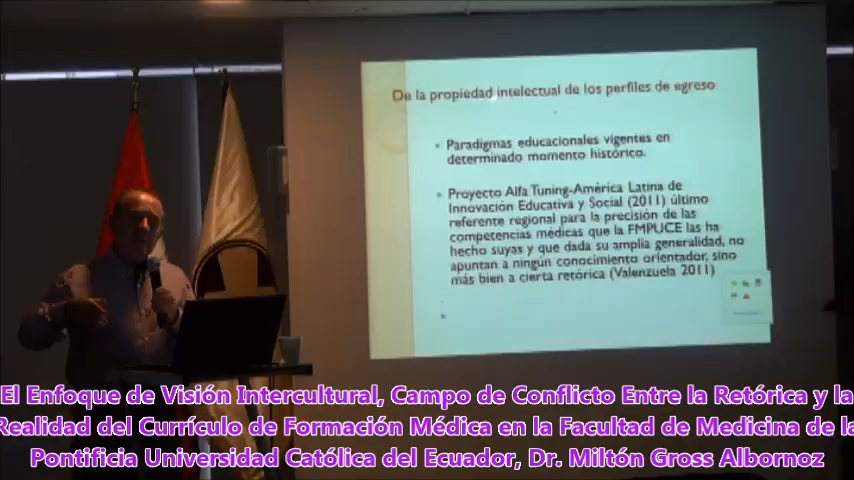 De la propiedad intelectual de los perfiles de egreso
Paradigmas educacionales vigentes en
determinado momento histórico.
Proyecto Alfa Tuning-América Latina de
Innovación Educativa y Social (2011) último
referente regional para la precisión de las
competencias médicas que la FMPUCE las ha
hecho suyas y que dada su amplia generalidad, no
apuntan a ningún conocimiento orientador, sino
más bien a cierta retórica (Valenzuela 2011)
El Enfoque de Visión Intercultural, Campo de Conflicto Entre la Retórica y la
Realidad del Currículo de Formación Médica en la Facultad de Medicina de la
Pontificia Universidad Católica del Ecuador, Dr. Miltón Gross Albornoz